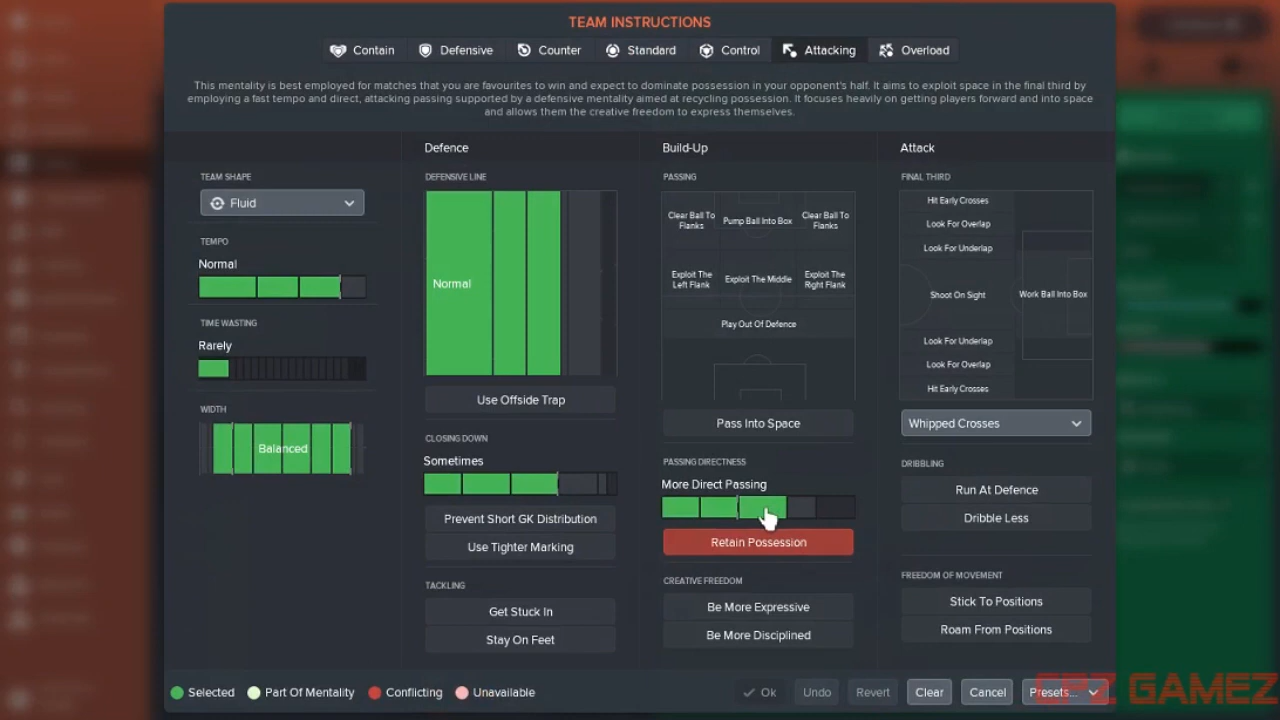 TEAM INSTRUCTIONS
Contain
Defensive
Counter
Standard
Control
Attacking
Overload
This mentality is best employed for matches that you are favourites to win and expect to dominate possession in your opponent's half. It aims to exploit space in the final third by
employing a fast tempo and direct, attacking passing supported by a defensive mentality aimed at recycling possession. It focuses heavily on getting players forward and into space
and allows them the creative freedom to express themselves.
TEAM SHAPE
Fluid
TEMPO
Normal
TIME WASTING
Rarely
WIDTH
Balanced
Defence
DEFENSIVE LINE
Normal
Use Offside Trap
CLOSING DOWN
Sometimes
Prevent Short GK Distribution
Use Tighter Marking
TACKLING
Get Stuck In
Stay On Feet
Build-Up
PASSING
Clear Ball To
Flanks
Pump Ball Into Box
Clear Ball To
Flanks
Exploit The
Left Flank
Exploit The Middle
Exploit The
Right Flank
Play Out Of Defence
Pass Into Space
PASSING DIRECTNESS
More Direct Passing
Retain Possession
CREATIVE FREEDOM
Be More Expressive
Be More Disciplined
Attack
FINAL THIRD
Hit Early Crosses
Look For Overlap
Look For Underlap
Shoot On Sight
Work Ball Into Box
Look For Underlap
Look For Overlap
Hit Early Crosses
Whipped Crosses
DRIBBLING
Run At Defence
Dribble Less
FREEDOM OF MOVEMENT
Stick To Positions
Roam From Positions
Selected
Part Of Mentality
Conflicting
Unavailable
Ok
Undo
Revert
Clear
Cancel
Presets...
GAMEZ